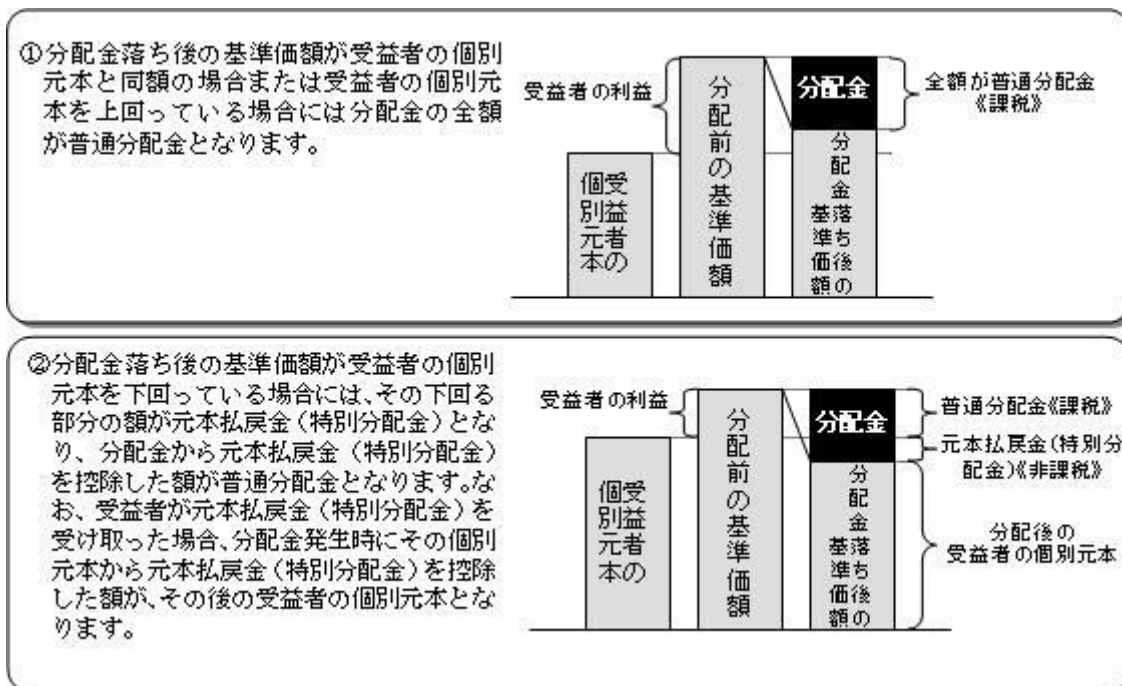 ①分配金落ち後の基準価額が受益者の個別
元本と同額の場合または受益者の個別元
本を上回っている場合には分配金の全額
が普通分配金となります。
受益者の利益
受益者の
個別元本
分配前の基準価額
分配金
分配金落ち後の
基準価額
全額が普通分配金
《課税》
②分配金落ち後の基準価額が受益者の個別
元本を下回っている場合には、その下回る
部分の額が元本払戻金（特別分配金）とな
り、分配金から元本払戻金（特別分配金）
を控除した額が普通分配金となります。な
お、受益者が元本払戻金（特別分配金）を
受け取った場合、分配金発生時にその個別
元本から元本払戻金（特別分配金）を控除
した額が、その後の受益者の個別元本とな
ります。
受益者の利益
受益者の
個別元本
分配前の基準価額
分配金
分配金落ち後の
基準価額
普通分配金《課税》
元本払戻金(特別分
配金)《非課税》
分配後の
受益者の個別元本